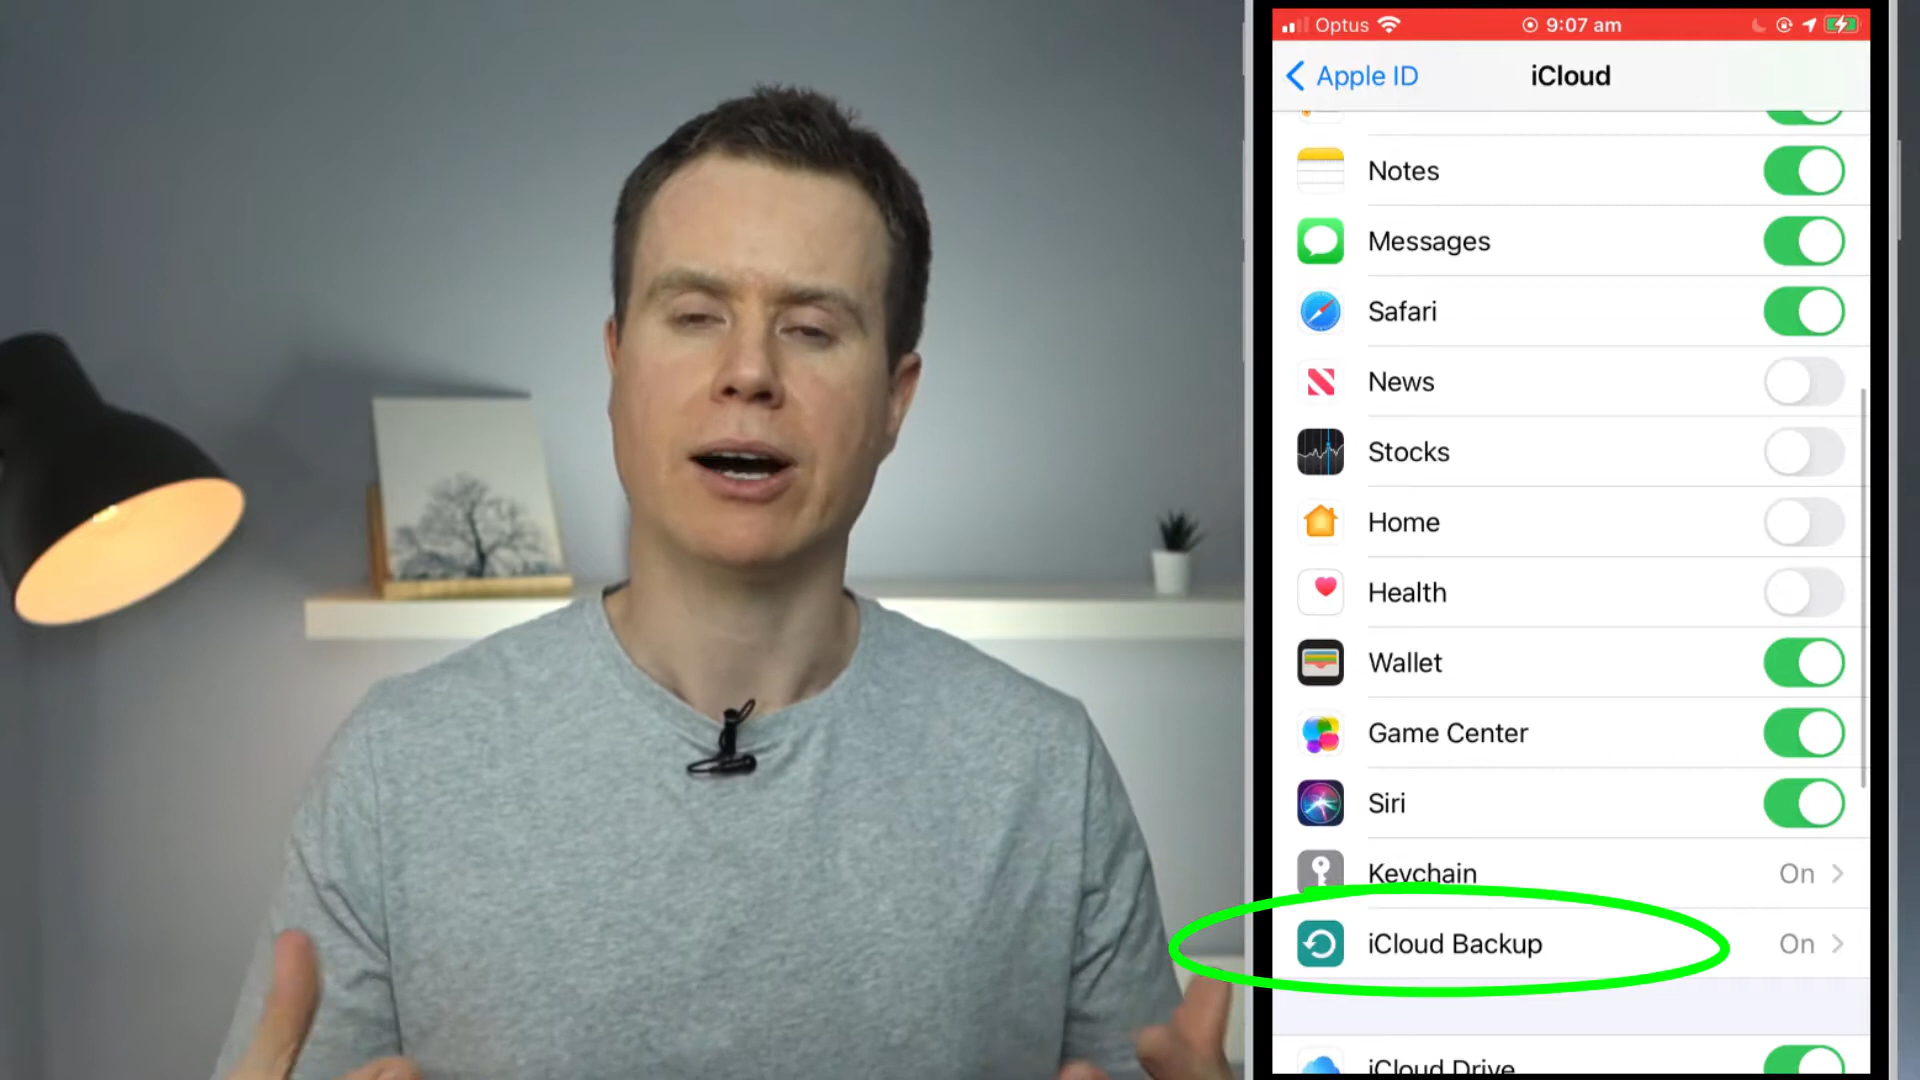 Optus 9:07 am
Apple ID iCloud
Notes
Messages
Safari
News
Stocks
Home
Health
Wallet
Game Center
Siri
Keychain On
iCloud Backup On
iCloud Drive